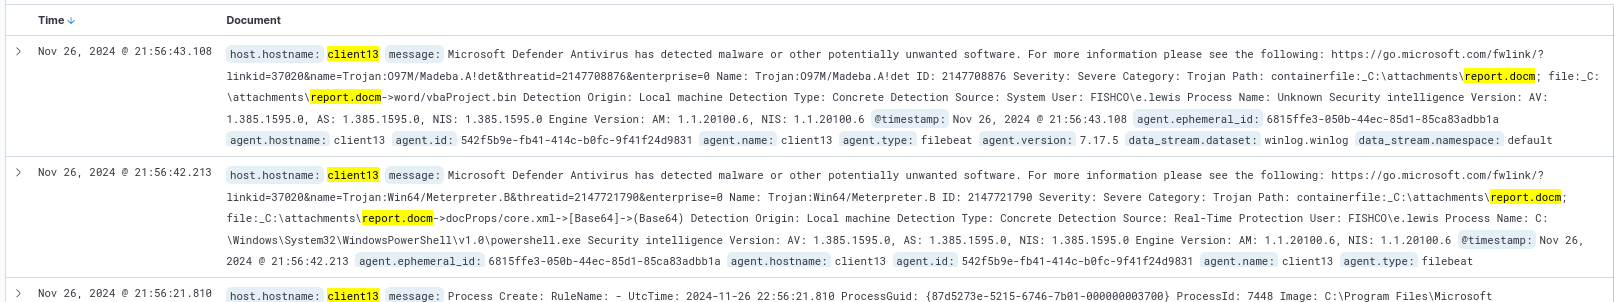 Time↓ Document
Nov 26, 2024 @ 21:56:43.108 host.hostname: client13 message: Microsoft Defender Antivirus has detected malware or other potentially unwanted software. For more information please see the following: https://go.microsoft.com/fwlink/?
linkid=37020&name=Trojan:O97M/Madeba.A!det&threatid=2147708876&enterprise=0 Name: Trojan:O97M/Madeba.A!det ID: 2147708876 Severity: Severe Category: Trojan Path: containerfile:_C:\attachments\report.docm; file:_C:
\attachments\report.docm->word/vbaProject.bin Detection Origin: Local machine Detection Type: Concrete Detection Source: System User: FISHCO\e.lewis Process Name: Unknown Security intelligence Version: AV:
1.385.1595.0, AS: 1.385.1595.0, NIS: 1.385.1595.0 Engine Version: AM: 1.1.20100.6, NIS: 1.1.20100.6 @timestamp: Nov 26, 2024 @ 21:56:43.108 agent.ephemeral_id: 6815ffe3-050b-44ec-85d1-85ca83adbb1a
agent.hostname: client13 agent.id: 542f5b9e-fb41-414c-b0fc-9f41f24d9831 agent.name: client13 agent.type: filebeat agent.version: 7.17.5 data_stream.dataset: winlog.winlog data_stream.namespace: default
Nov 26, 2024 @ 21:56:42.213 host.hostname: client13 message: Microsoft Defender Antivirus has detected malware or other potentially unwanted software. For more information please see the following: https://go.microsoft.com/fwlink/?
linkid=37020&name=Trojan:Win64/Meterpreter.B&threatid=2147721790&enterprise=0 Name: Trojan:Win64/Meterpreter.B ID: 2147721790 Severity: Severe Category: Trojan Path: containerfile:_C:\attachments\report.docm;
file:_C:\attachments\report.docm->docProps/core.xml->[Base64]->(Base64) Detection Origin: Local machine Detection Type: Concrete Detection Source: Real-Time Protection User: FISHCO\e.lewis Process Name: C:
\Windows\System32\WindowsPowerShell\v1.0\powershell.exe Security intelligence Version: AV: 1.385.1595.0, AS: 1.385.1595.0, NIS: 1.385.1595.0 Engine Version: AM: 1.1.20100.6, NIS: 1.1.20100.6 @timestamp: Nov 26,
2024 @ 21:56:42.213 agent.ephemeral_id: 6815ffe3-050b-44ec-85d1-85ca83adbb1a agent.hostname: client13 agent.id: 542f5b9e-fb41-414c-b0fc-9f41f24d9831 agent.name: client13 agent.type: filebeat
Nov 26, 2024 @ 21:56:21.810 host.hostname: client13 message: Process Create: RuleName: - UtcTime: 2024-11-26 22:56:21.810 ProcessGuid: {87d5273e-5215-6746-7b01-000000003700} ProcessId: 7448 Image: C:\Program Files\Microsoft